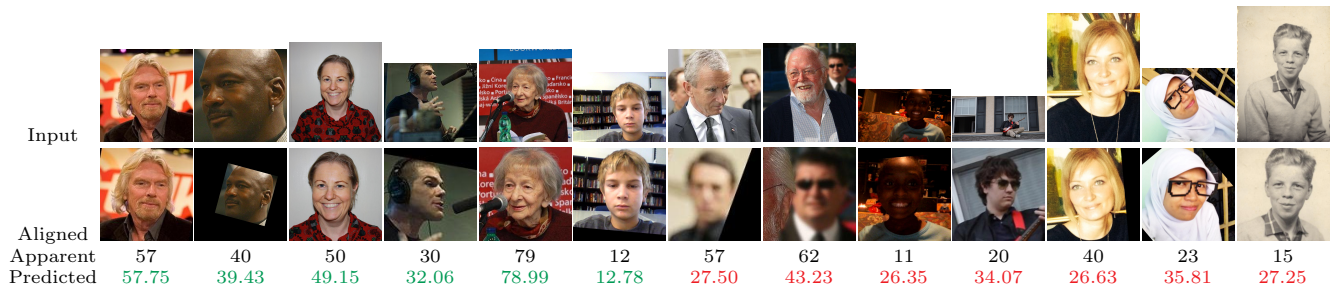 Input
Aligned
Apparent 57 40 50 30 79 12 57 62 11 20 40 23 15
Predicted 57.75 39.43 49.15 32.06 78.99 12.78 27.50 43.23 26.35 34.07 26.63 35.81 27.25